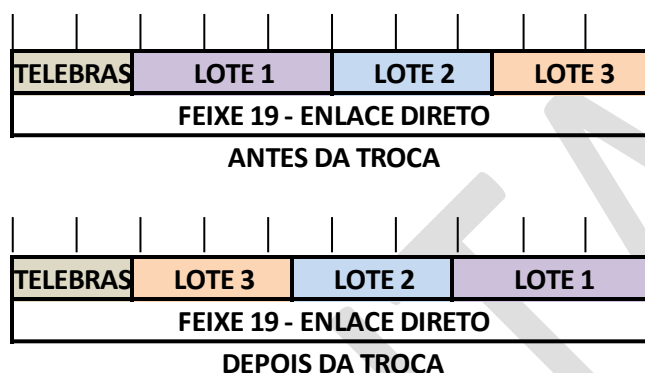 TELEBRAS LOTE 1 LOTE 2 LOTE 3
FEIXE 19 - ENLACE DIRETO
ANTES DA TROCA
TELEBRAS LOTE 3 LOTE 2 LOTE 1
FEIXE 19 - ENLACE DIRETO
DEPOIS DA TROCA